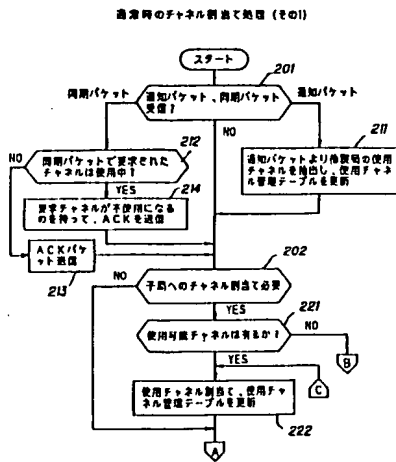 通常時のチャネル割当て処理 (その1)
スタート
201
同期パケット
通知パケット
通知パケット、同期パケット
受信?
NO
212
211
NO
同期パケットで要求された
チャネルは使用中?
通知パケットより他親局の使用
チャネルを抽出し、使用チャネ
ル管理テーブルを更新
YES
214
要求チャネルが不使用になる
のを持って、ACKを送信
ACKパケ
ット送信
213
202
NO
子局へのチャネル割当て必要
YES
221
使用可能チャネルは有るか?
NO
YES
B
C
使用チャネル割当て、使用チャ
ネル管理テーブルを更新
222
A